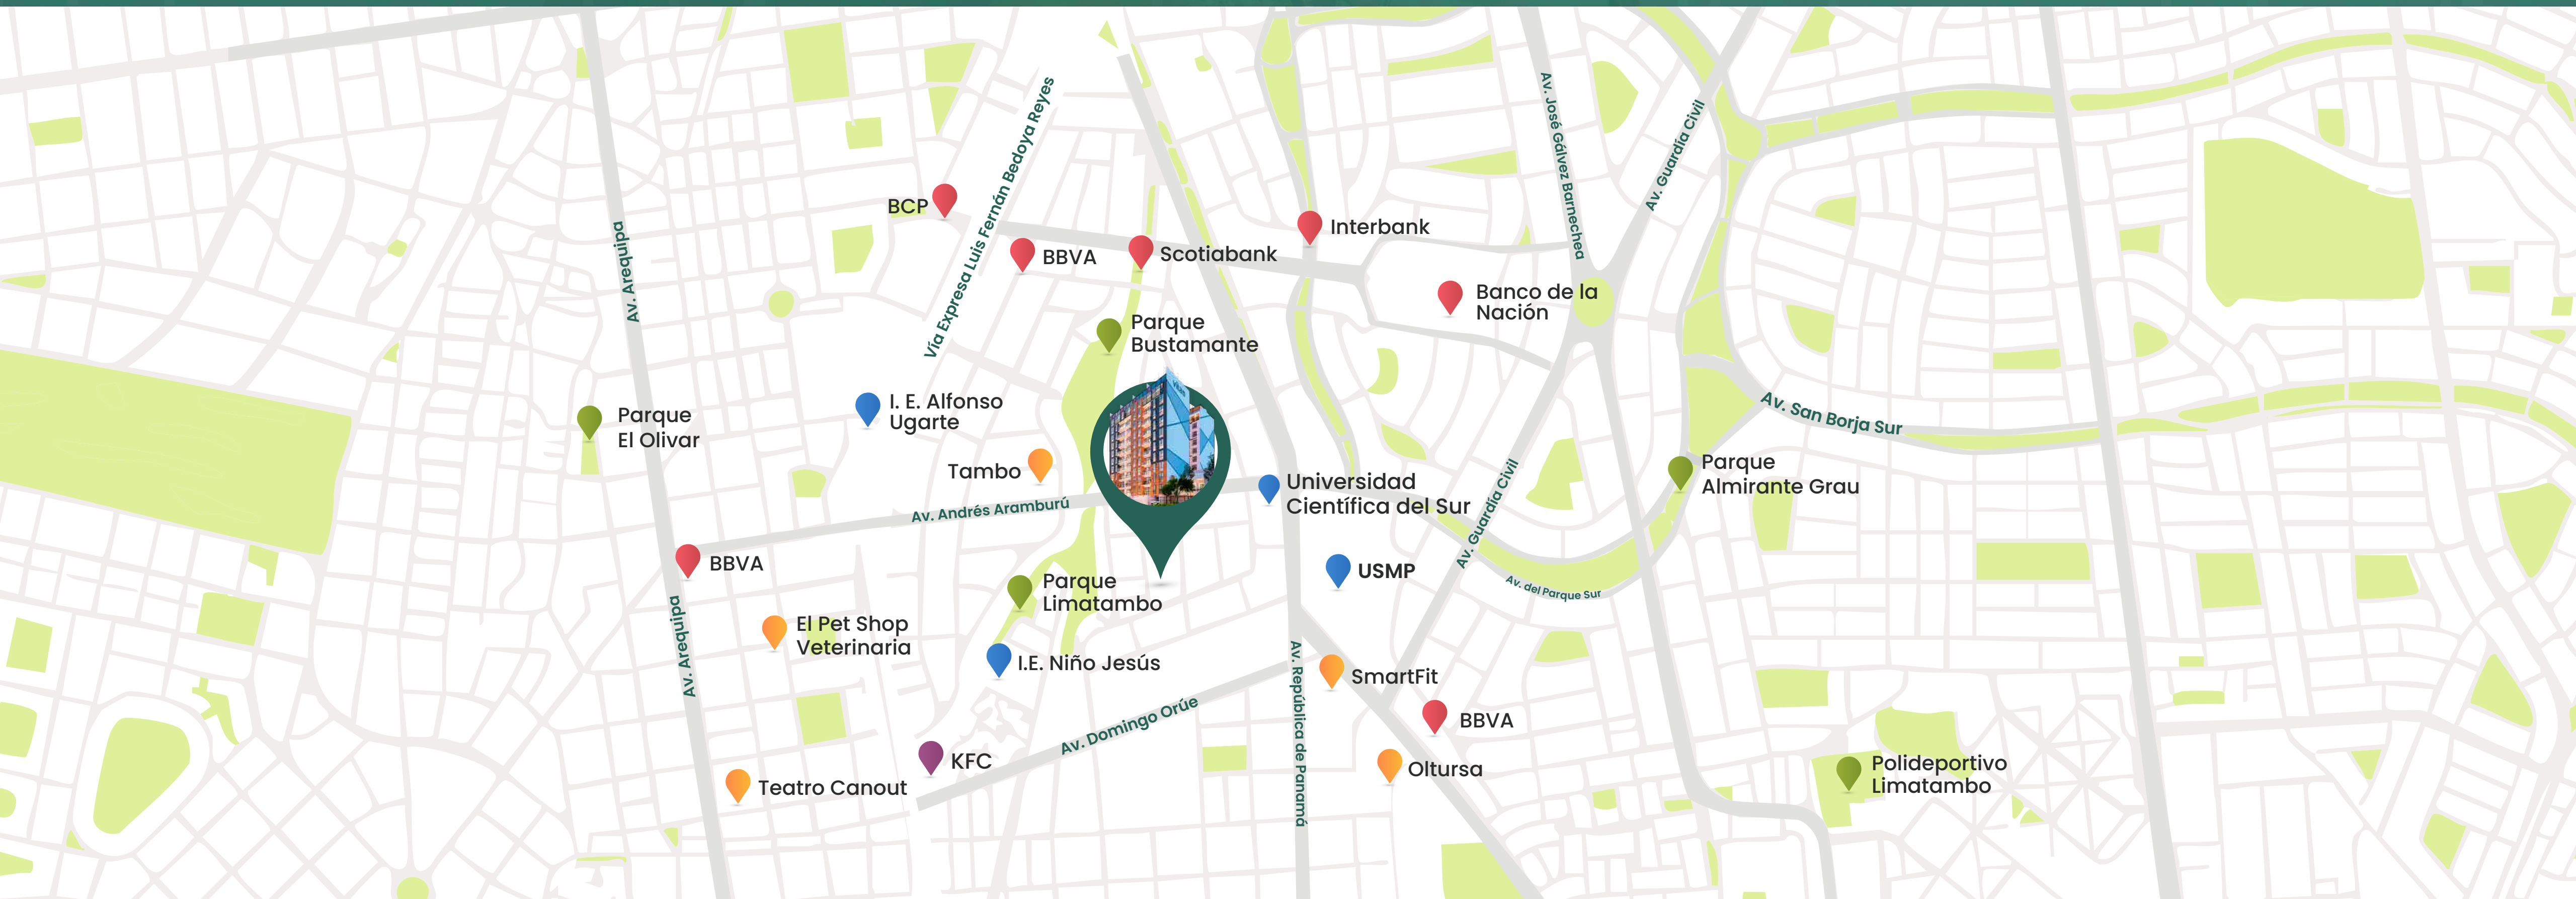 Av. José Gálvez Barnechea
Av. Guardía Civil
Vía Expresa Luis Fernán Bedoya Reyes
BCP
Av. Arequipa
Interbank
BBVA
Scotiabank
Banco de la
Nación
Parque
Bustamante
I. E. Alfonso
Ugarte
Parque
El Olivar
Av. San Borja Sur
Tambo
Universidad
Científica del Sur
Parque
Almirante Grau
Av. Andrés Aramburú
Av. Guardía Civil
BBVA
USMP
Av. del Parque Sur
Parque
Limatambo
El Pet Shop
Veterinaria
Av. Arequipa
I.E. Niño Jesús
SmartFit
Av. Domingo Orúe
Av. República de Panamá
BBVA
KFC
Oltursa
Teatro Canout
Polideportivo
Limatambo